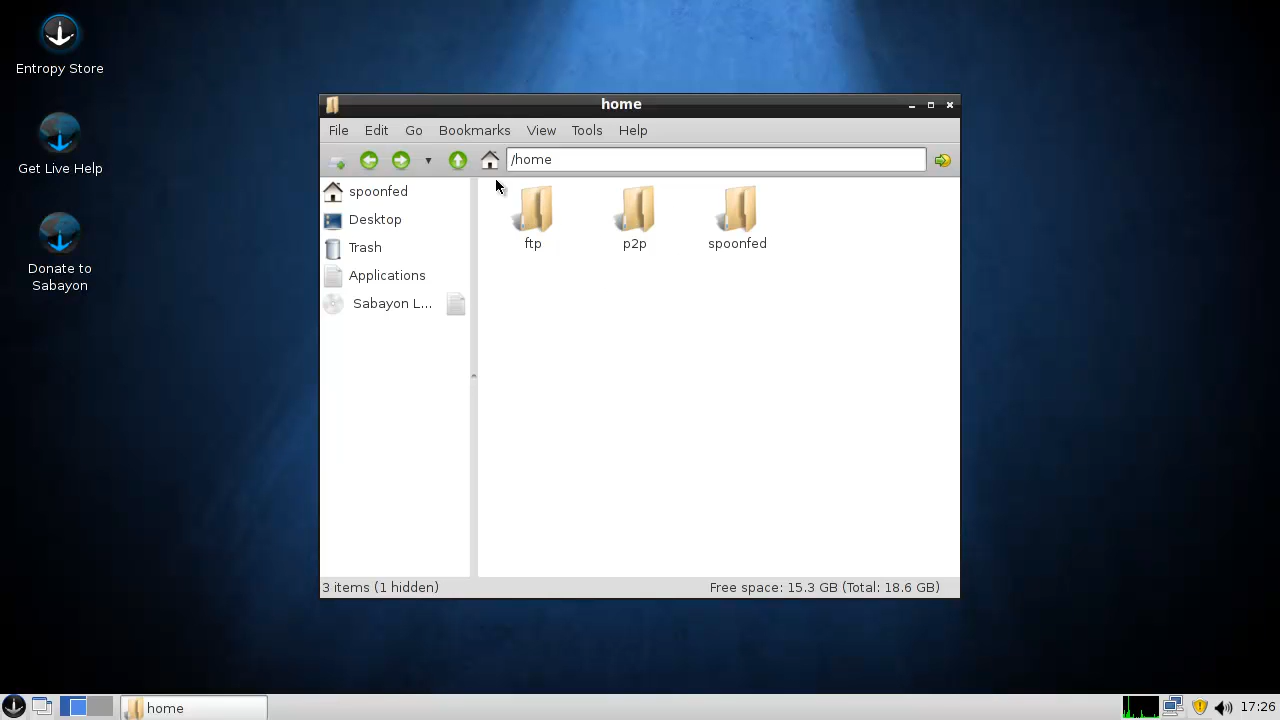 Entropy Store
Get Live Help
Donate to
Sabayon
home
File Edit Go Bookmarks View Tools Help
/home
spoonfed
Desktop
Trash
Applications
Sabayon L...
ftp p2p spoonfed
3 items (1 hidden) Free space: 15.3 GB (Total: 18.6 GB)
home 17:26